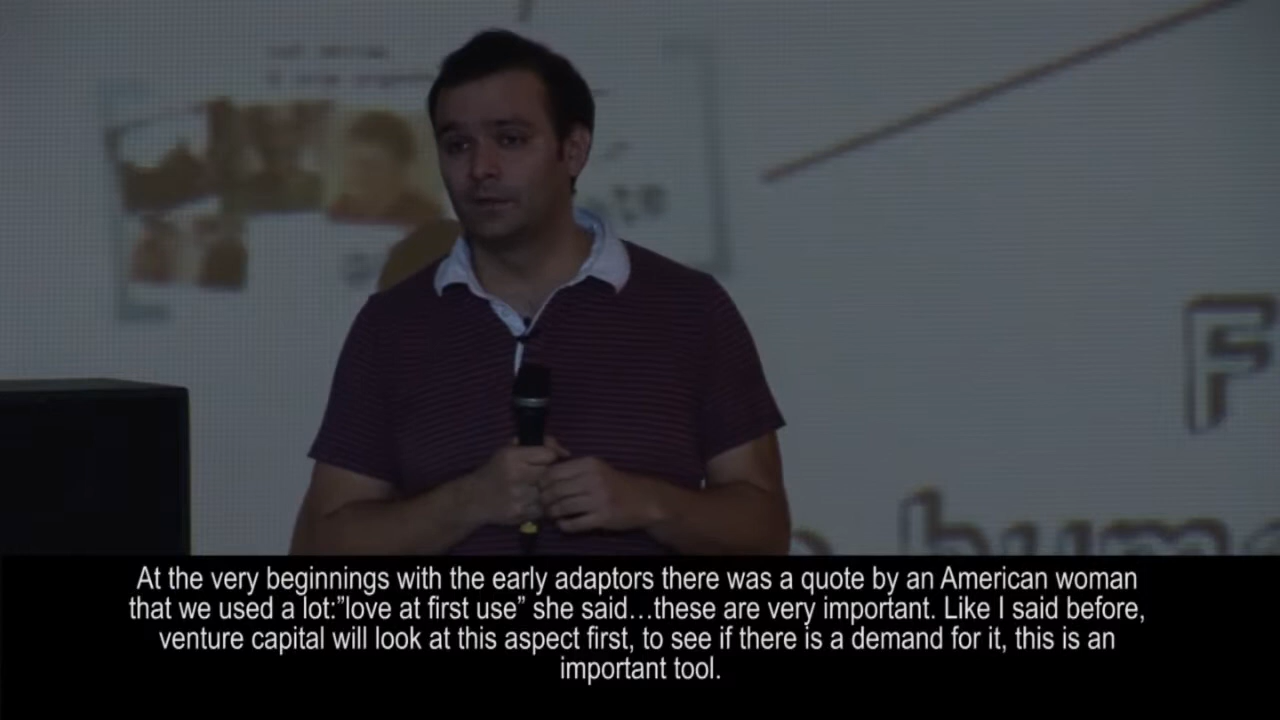 F
hum
At the very beginnings with the early adaptors there was a quote by an American woman
that we used a lot:”love at first use” she said…these are very important. Like I said before,
venture capital will look at this aspect first, to see if there is a demand for it, this is an
important tool.